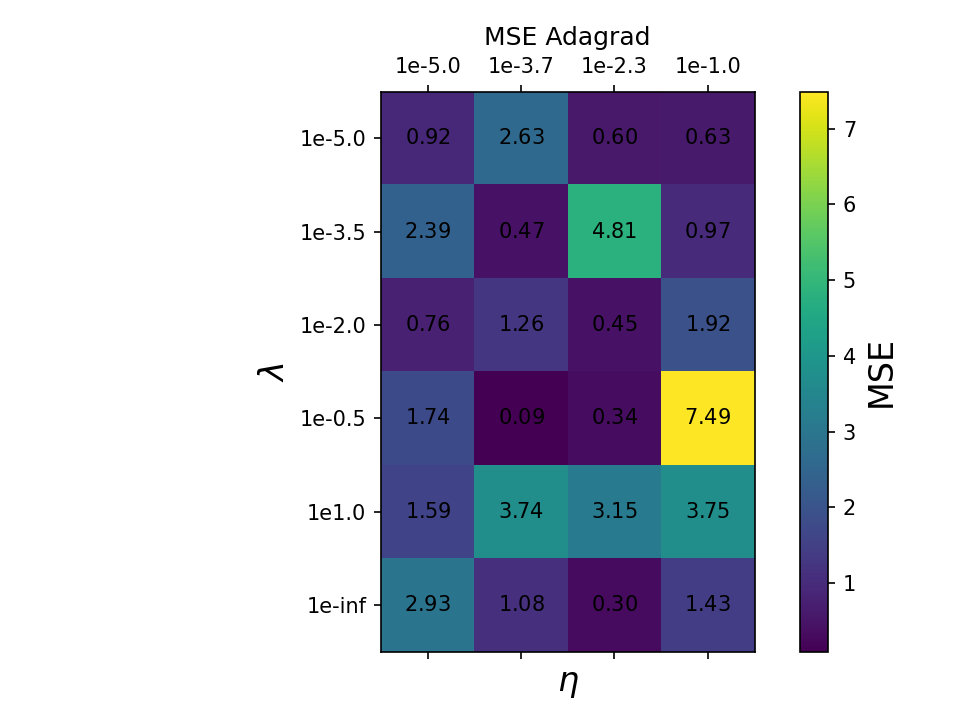 MSE Adagrad
1e-5.0 1e-3.7 1e-2.3 1e-1.0
1e-5.0 0.92 2.63 0.60 0.63
1e-3.5 2.39 0.47 4.81 0.97
1e-2.0 0.76 1.26 0.45 1.92
1e-0.5 1.74 0.09 0.34 7.49
1e1.0 1.59 3.74 3.15 3.75
1e-inf 2.93 1.08 0.30 1.43
λ
η
7
6
5
4
3
2
1
MSE